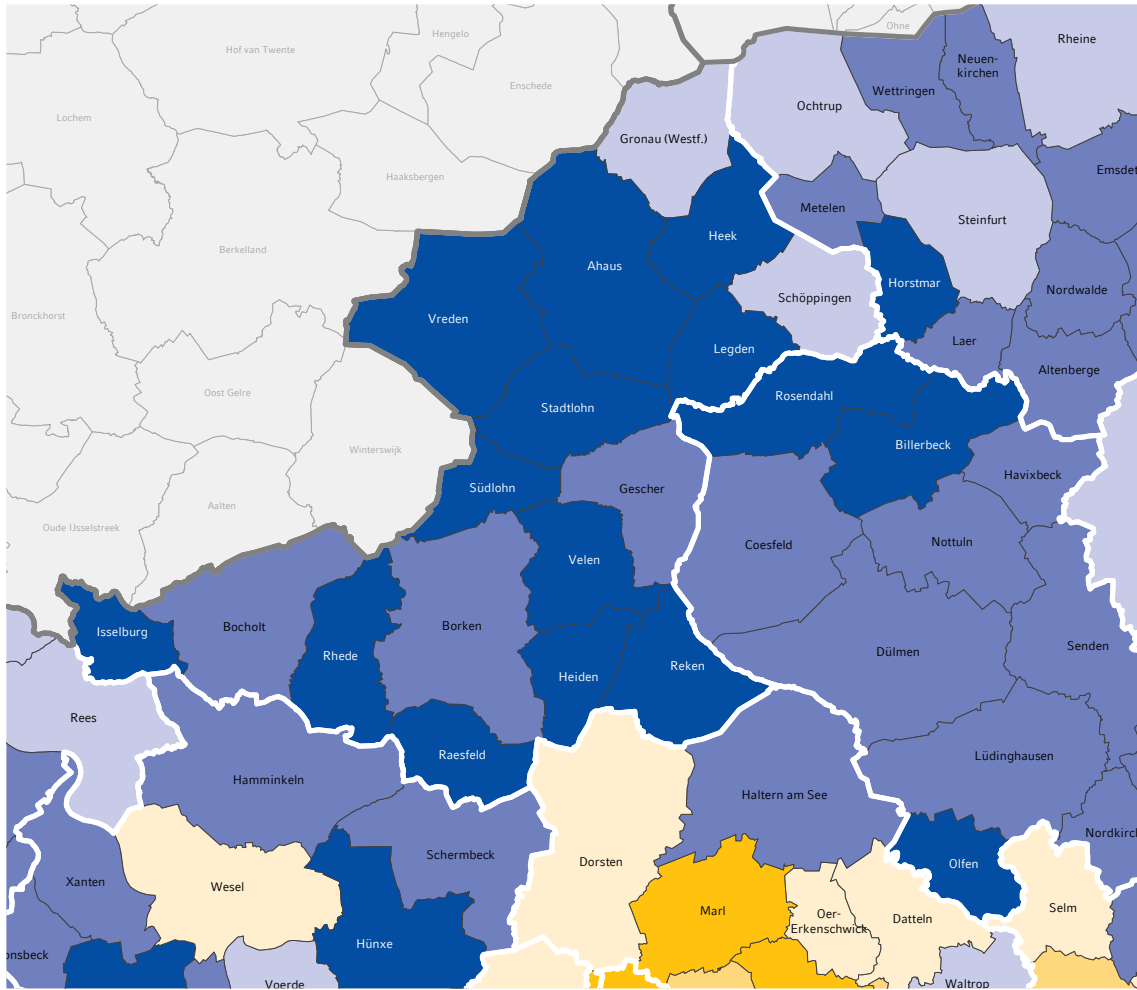 Ohne
Hengelo
Hof van Twente
Enschede
Lochem
Haaksbergen
Berkelland
Bronckhorst
Oost Gelre
Winterswijk
Aalten
Oude IJsselstreek
Rheine
Neuen-
kirchen
Wettringen
Ochtrup
Gronau (Westf.)
Emsdet
Metelen
Steinfurt
Heek
Ahaus
Horstmar
Nordwalde
Schöppingen
Vreden
Laer
Legden
Altenberge
Rosendahl
Stadtlohn
Billerbeck
Havixbeck
Südlohn
Gescher
Nottuln
Coesfeld
Velen
Isselburg
Bocholt
Borken
Senden
Dülmen
Rhede
Reken
Heiden
Rees
Raesfeld
Lüdinghausen
Hamminkeln
Haltern am See
Nordkirch
Schermbeck
Dorsten
Olfen
Xanten
Wesel
Selm
Marl
Oer-
Erkenschwick
Datteln
Hünxe
onsbeck
Voerde
Waltrop